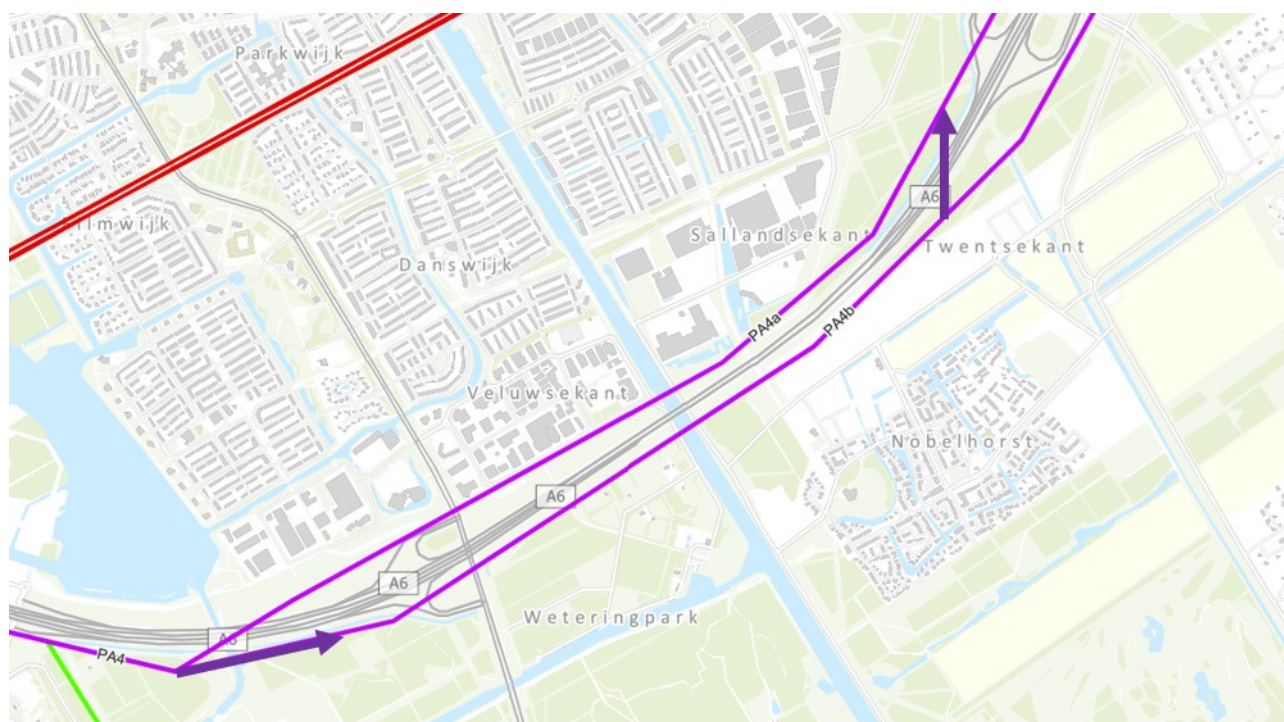 Parkwijk
Filmwijk
Danswijk
Sallandsekant
A6
Twentsekant
PA4a
PA4b
Veluwsekant
Nobelhorst
A6
A6
Weteringpark
A6
PA4